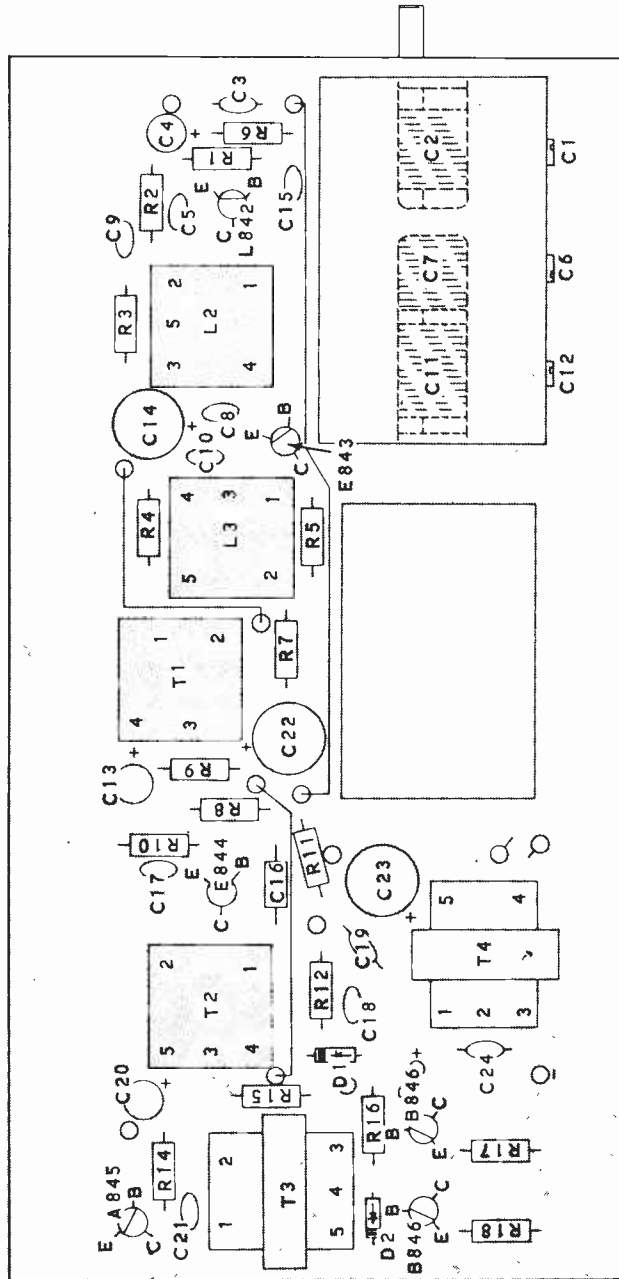 C3
C4
+
R6
R1
E
B
C
L842
R2
C5
C9
C15
C2
C1
C7
C6
C11
C12
R3
2
5
3
L2
1
4
C14
+
C8
C10
E
B
C
E843
R4
4
3
1
L3
5
2
R5
1
2
T1
4
3
R7
C22
+
C13
+
R9
R8
R10
C17
E
B
C
E844
C16
R11
C23
+
C19
R12
C18
2
1
T2
5
3
4
5
4
T4
1
2
3
C24
D1
+
C20
+
R15
R16
B846
+
B
C
E
R17
A845
E
B
C
R14
C21
2
1
T3
3
4
5
D2
+
B846
B
C
E
R18